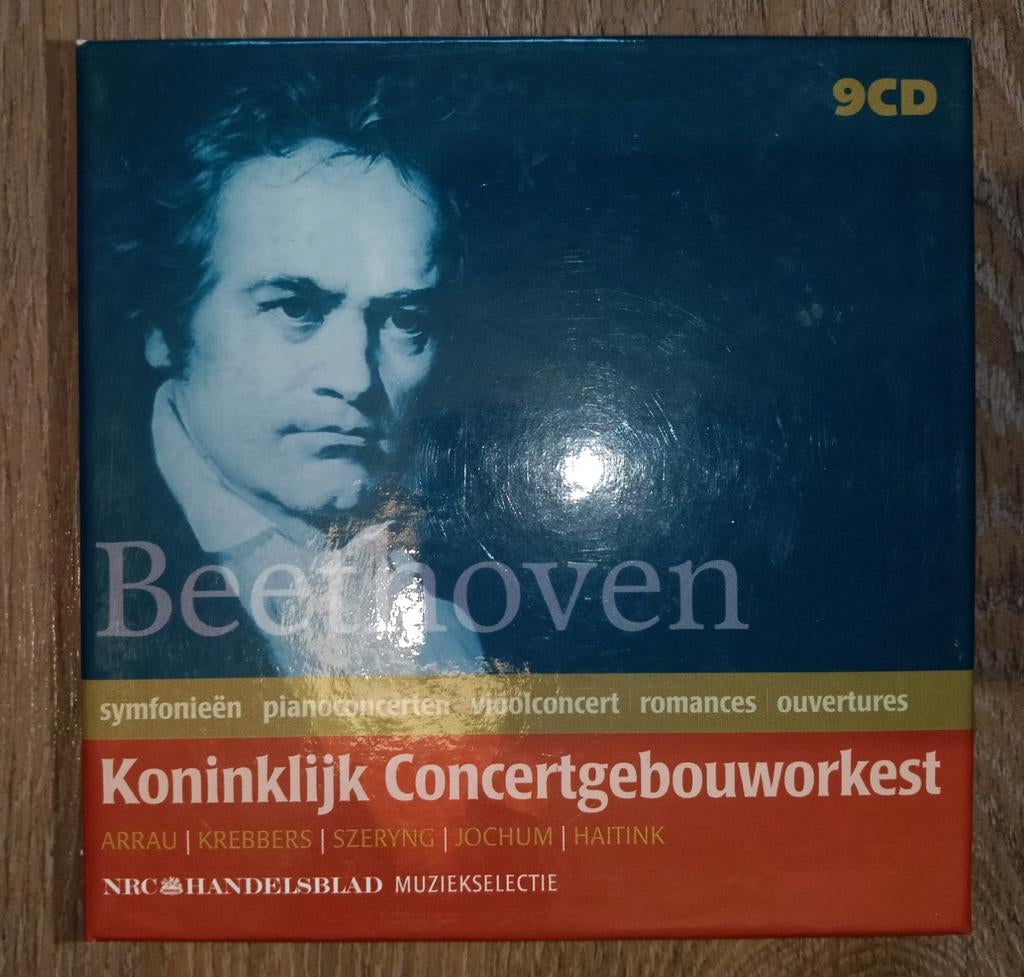 9CD
Beethoven
symfonieën | pianoconcerten | vioolconcert | romances | ouvertures
Koninklijk Concertgebouworkest
ARRAU | KREBBERS | SZERYNG | JOCHUM | HAITINK
NRC HANDELSBLAD MUZIEKSELECTIE